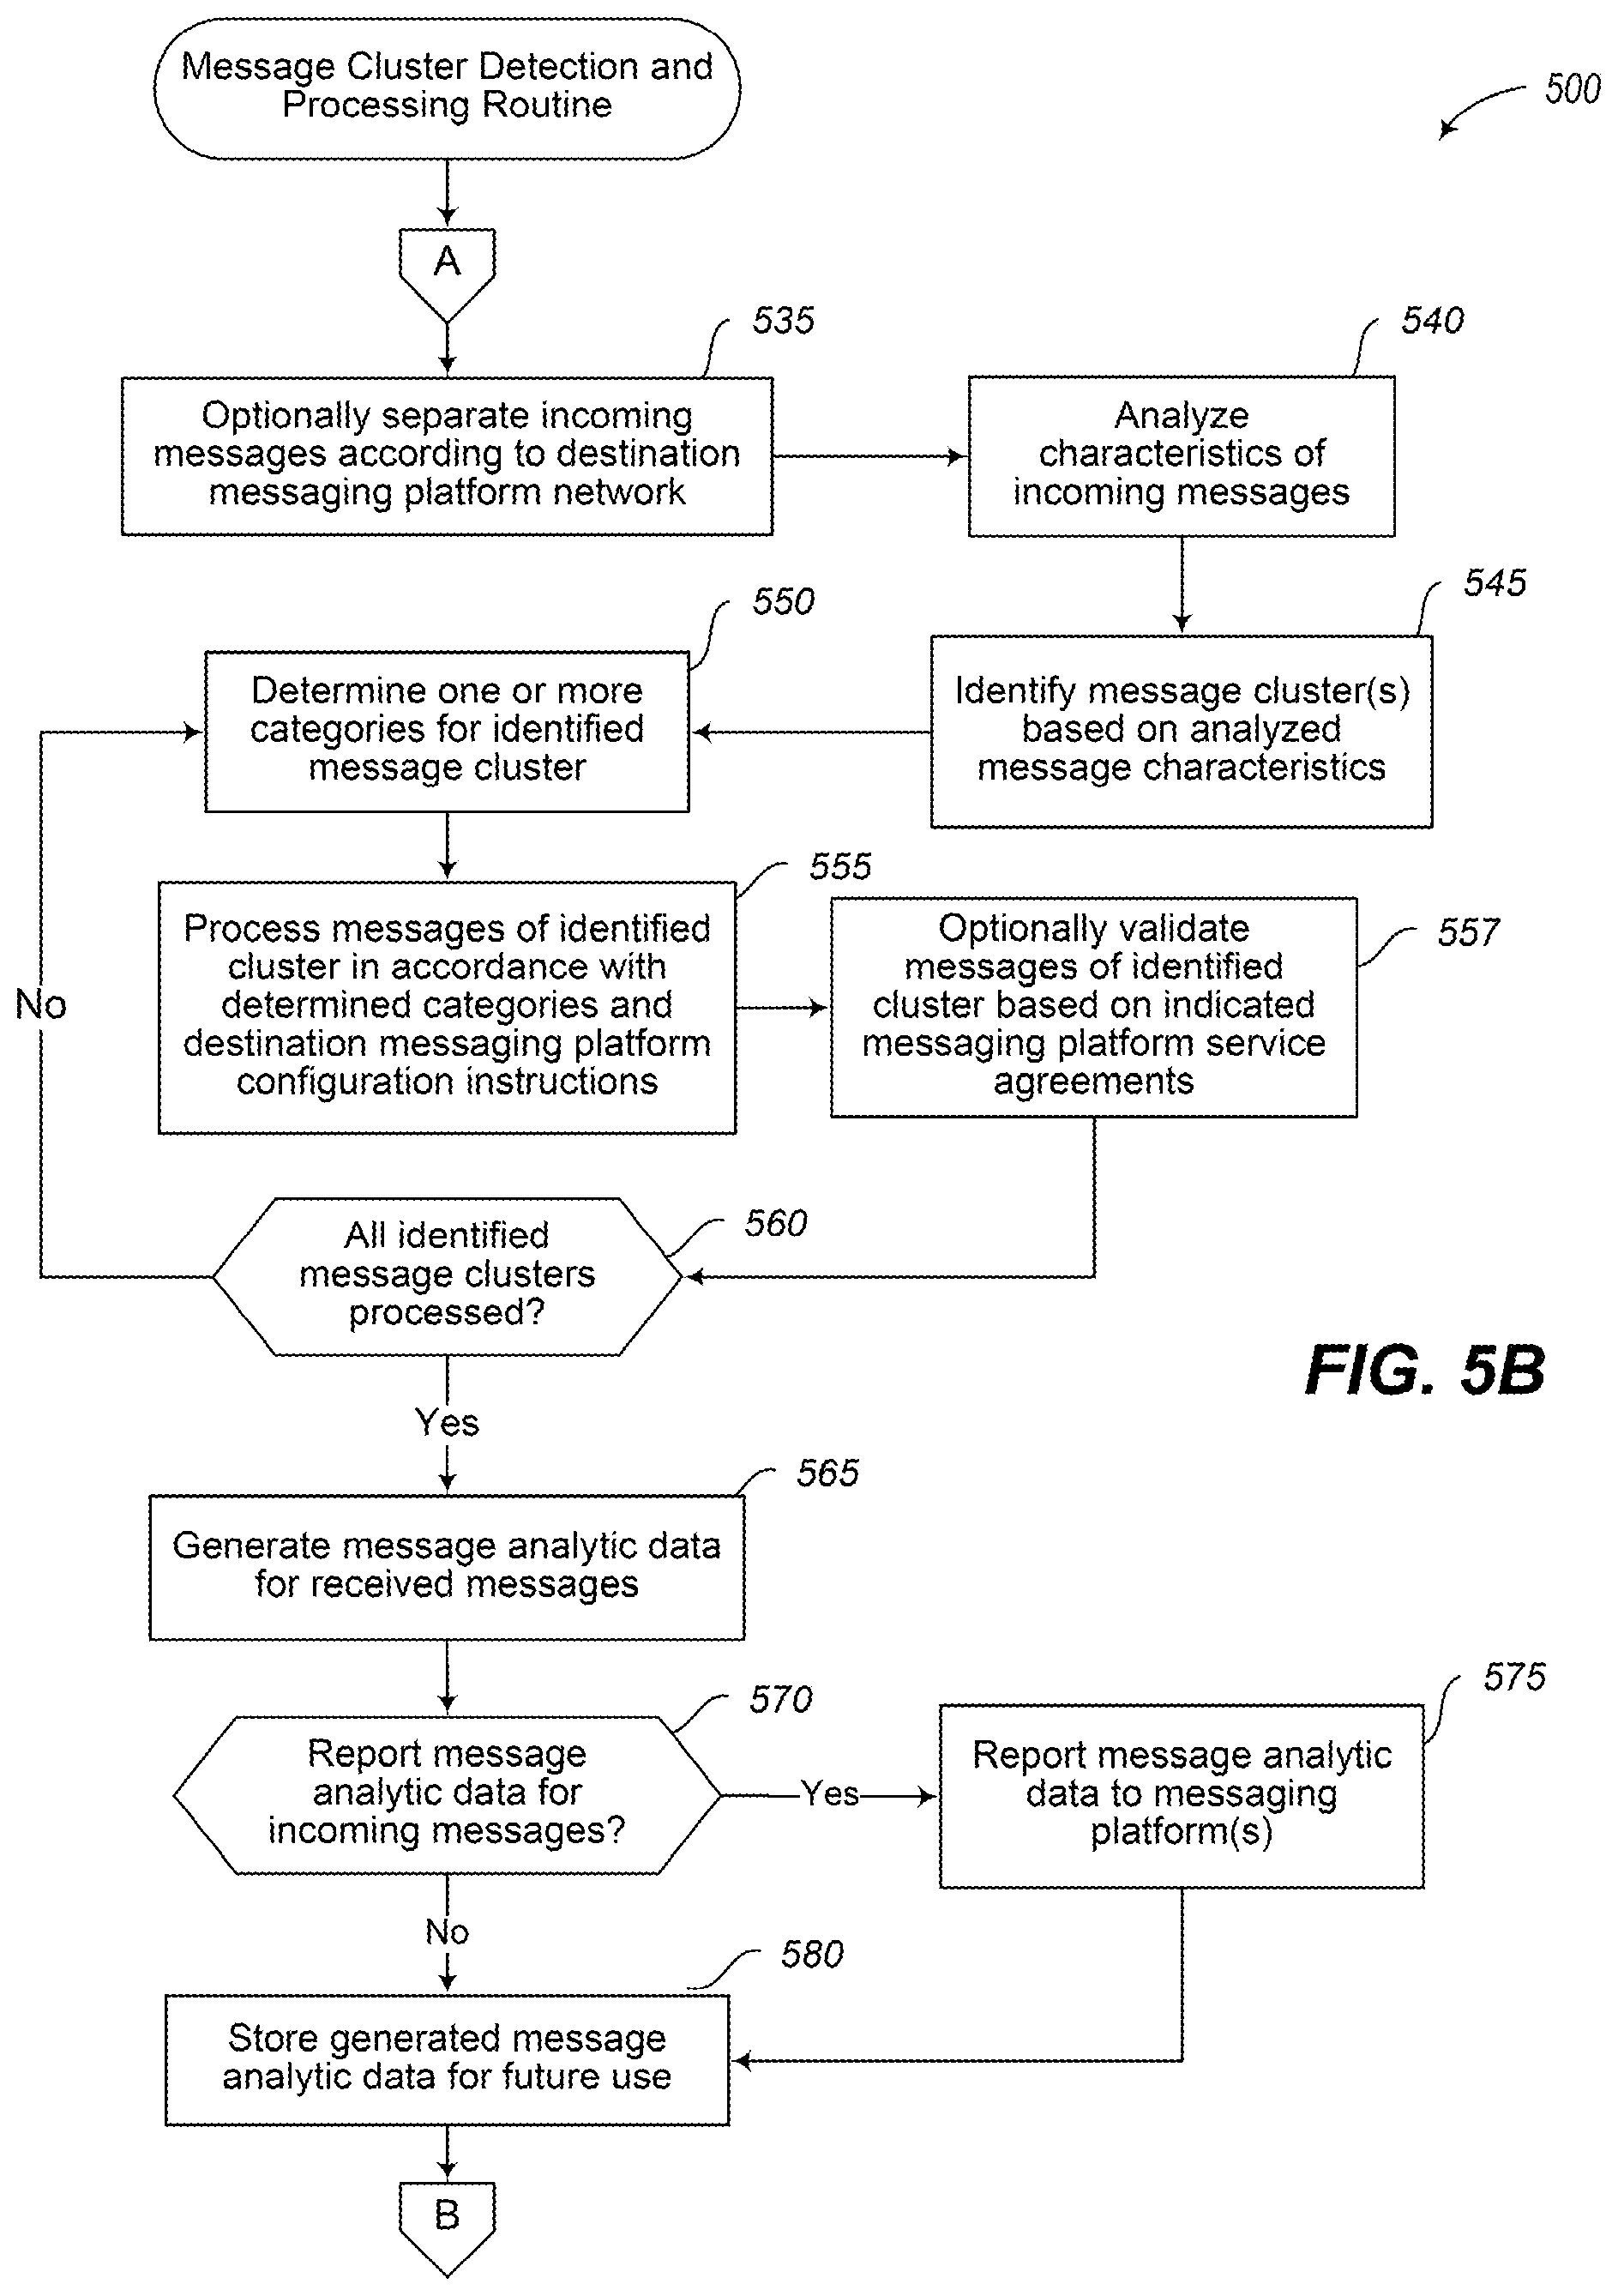 Message Cluster Detection and
Processing Routine
500
A
535
Optionally separate incoming
messages according to destination
messaging platform network
540
Analyze
characteristics of
incoming messages
545
Identify message cluster(s)
based on analyzed
message characteristics
550
Determine one or more
categories for identified
message cluster
555
Process messages of identified
cluster in accordance with
determined categories and
destination messaging platform
configuration instructions
557
Optionally validate
messages of identified
cluster based on indicated
messaging platform service
agreements
No
560
All identified
message clusters
processed?
FIG. 5B
Yes
565
Generate message analytic data
for received messages
570
Report message
analytic data for
incoming messages?
Yes
575
Report message analytic
data to messaging
platform(s)
No
580
Store generated message
analytic data for future use
B